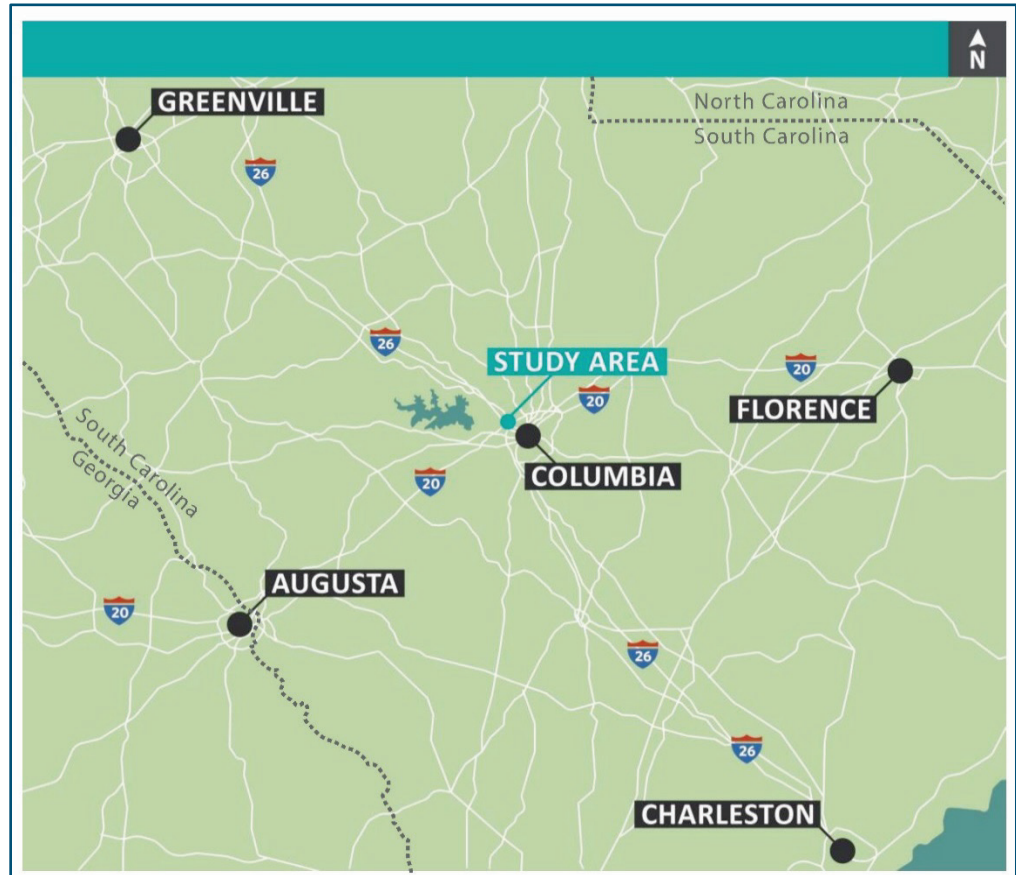 N
GREENVILLE
North Carolina
South Carolina
26
26
STUDY AREA
20
20
FLORENCE
South Carolina
Georgia
COLUMBIA
20
AUGUSTA
20
26
26
CHARLESTON